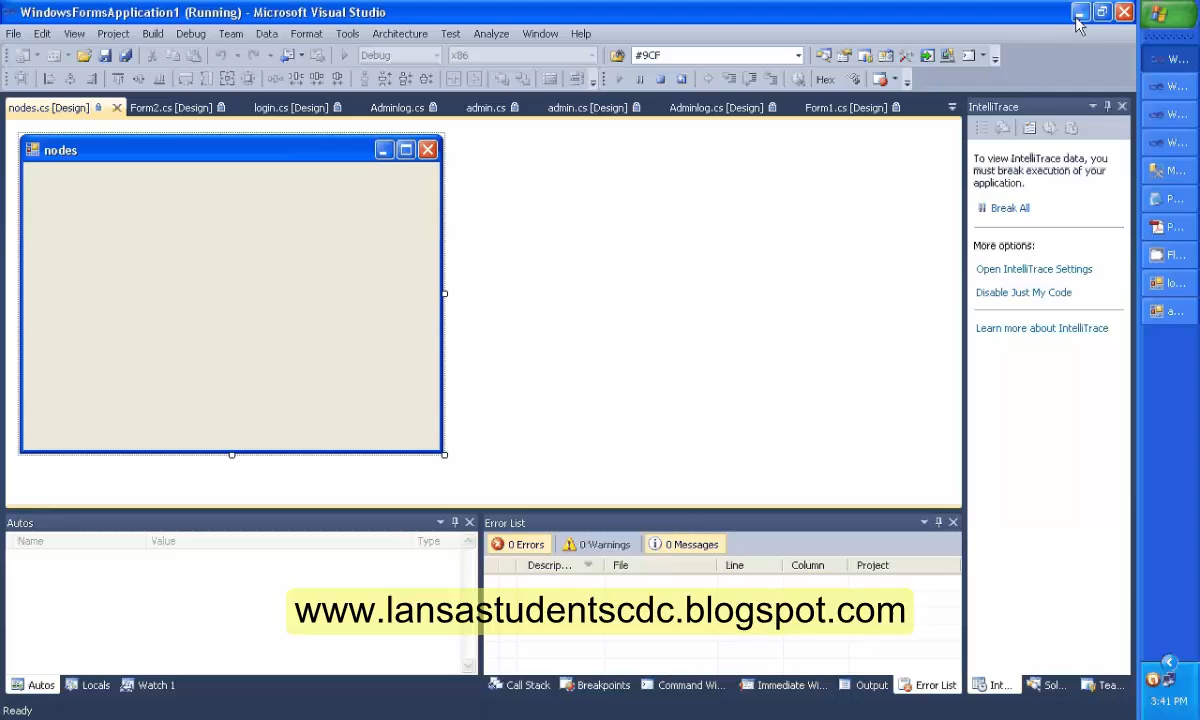 WindowsFormsApplication1 (Running) - Microsoft Visual Studio
File Edit View Project Build Debug Team Data Format Tools Architecture Test Analyze Window Help
Debug x86 #9CF
Hex
nodes.cs [Design] Form2.cs [Design] login.cs [Design] Adminlog.cs admin.cs admin.cs [Design] Adminlog.cs [Design] Form1.cs [Design]
IntelliTrace
nodes
To view IntelliTrace data, you
must break execution of your
application.
Break All
More options:
Open IntelliTrace Settings
Disable Just My Code
Learn more about IntelliTrace
W...
W...
W...
W...
M...
P...
P...
Fl...
lo...
a...
Autos
Name Value Type
Error List
0 Errors 0 Warnings 0 Messages
Descrip... File Line Column Project
www.lansastudentscdc.blogspot.com
Autos Locals Watch 1
Call Stack Breakpoints Command Wi... Immediate Wi... Output Error List
Int... Sol... Tea...
Ready
3:41 PM